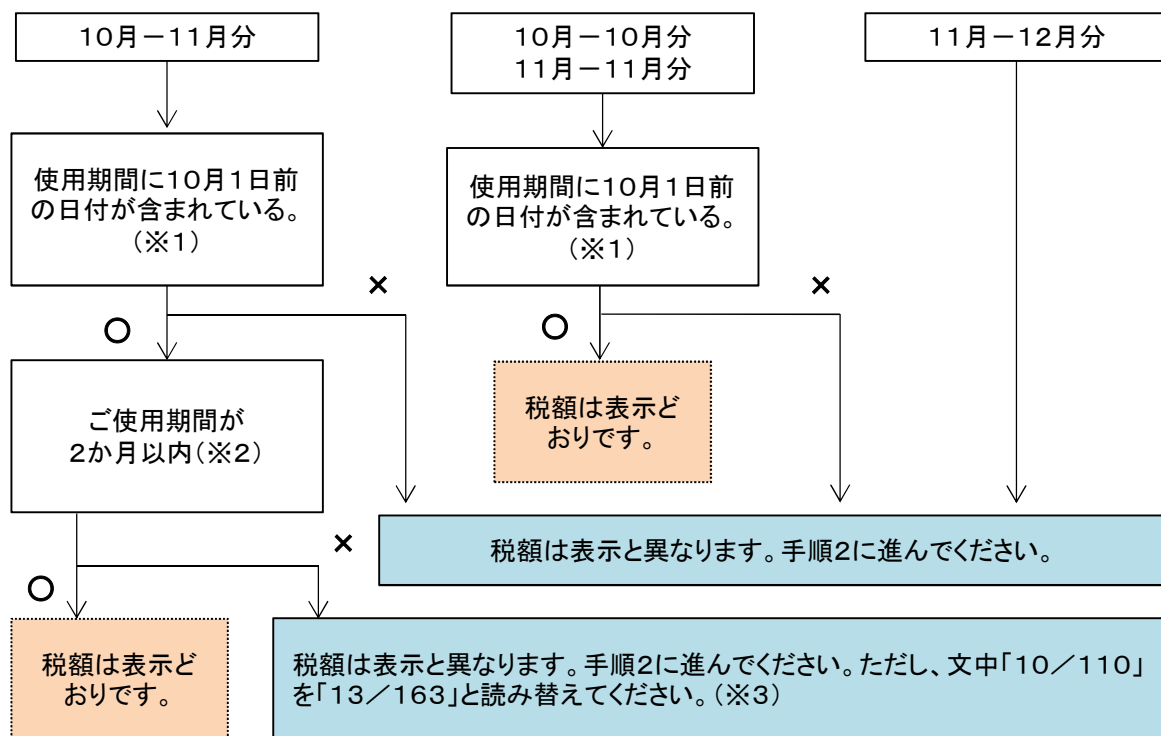 10月－11月分
10月－10月分
11月－11月分
11月－12月分
使用期間に10月1日前
の日付が含まれている。
（※1）
使用期間に10月1日前
の日付が含まれている。
（※1）
×
×
○
○
ご使用期間が
2か月以内（※2）
税額は表示ど
おりです。
税額は表示と異なります。手順2に進んでください。
×
○
税額は表示ど
おりです。
税額は表示と異なります。手順2に進んでください。ただし、文中「10／110」
を「13／163」と読み替えてください。（※3）